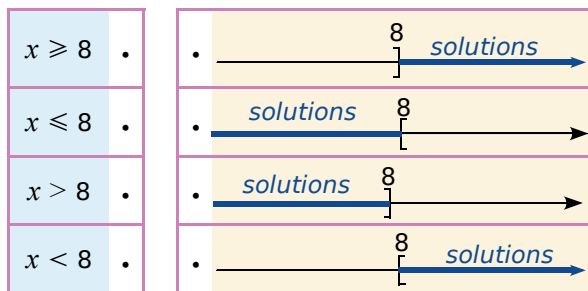 x ⩾ 8 • • 8 solutions
x ⩽ 8 • • solutions 8
x > 8 • • solutions 8
x < 8 • • 8 solutions